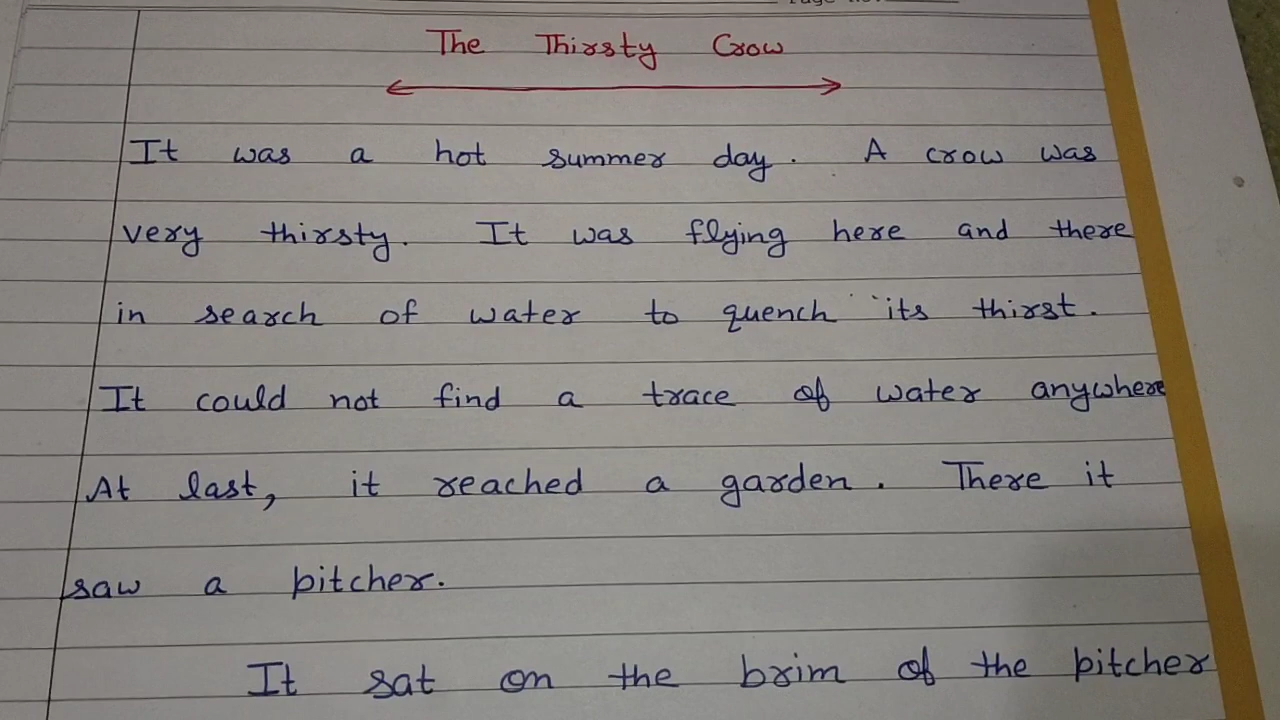 The Thirsty Crow
It was a hot summer day. A crow was
very thirsty. It was flying here and there
in search of water to quench its thirst.
It could not find a trace of water anywhere
At last, it reached a garden. There it
saw a pitcher.
It sat on the brim of the pitcher